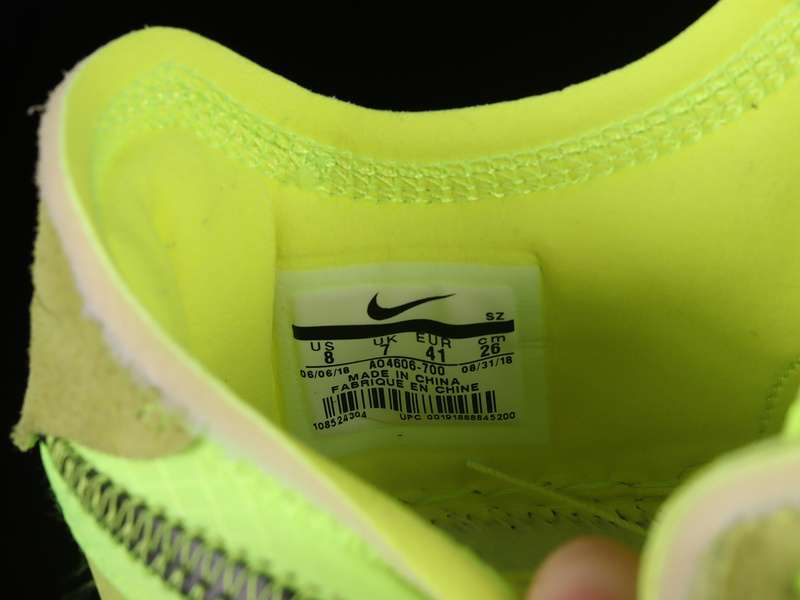 SZ
US UK EUR cm
8 7 41 26
06/06/18 AO4606-700 08/31/18
MADE IN CHINA
FABRIQUE EN CHINE
108524304 UPC 00191888845200